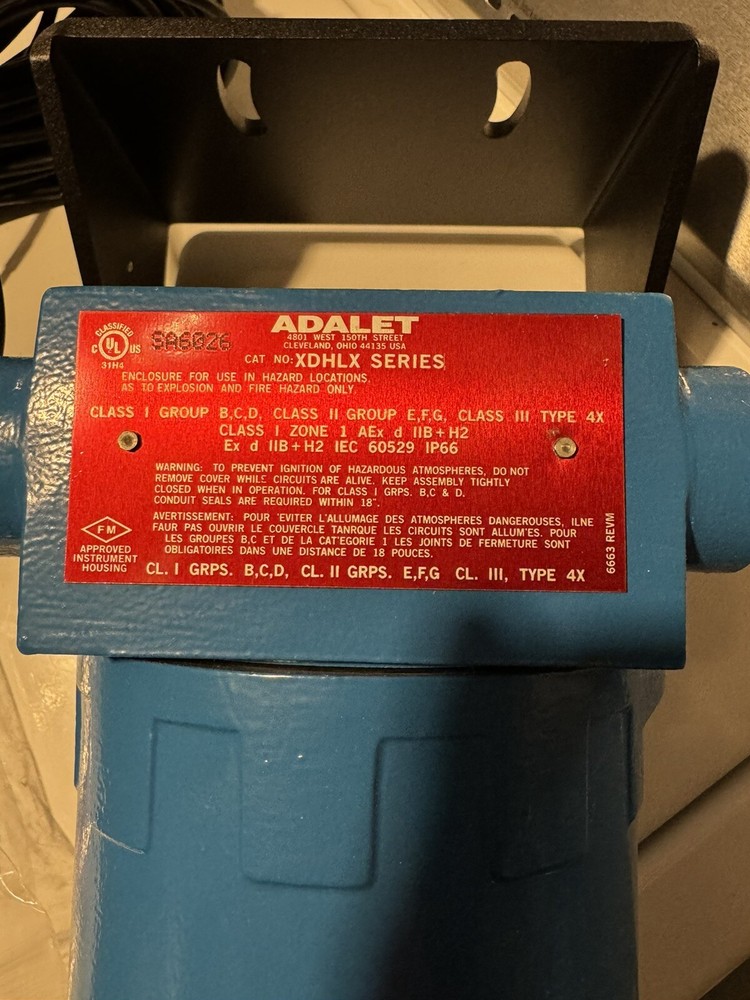 ADALET
4801 WEST 150TH STREET
CLEVELAND, OHIO 44135 USA
CLASSIFIED
C UL US
31H4
SA6026
CAT NO: XDHLX SERIES
ENCLOSURE FOR USE IN HAZARD LOCATIONS.
AS TO EXPLOSION AND FIRE HAZARD ONLY.
CLASS I GROUP B,C,D, CLASS II GROUP E,F,G, CLASS III TYPE 4X
CLASS I ZONE 1 AEx d IIB+H2
Ex d IIB+H2 IEC 60529 IP66
WARNING: TO PREVENT IGNITION OF HAZARDOUS ATMOSPHERES, DO NOT
REMOVE COVER WHILE CIRCUITS ARE ALIVE. KEEP ASSEMBLY TIGHTLY
CLOSED WHEN IN OPERATION. FOR CLASS I GRPS. B,C & D.
CONDUIT SEALS ARE REQUIRED WITHIN 18".
AVERTISSEMENT: POUR 'EVITER L'ALLUMAGE DES ATMOSPHERES DANGEROUSES, ILNE
FAUR PAS OUVRIR LE COUVERCLE TANRQUE LES CIRCUITS SONT ALLUM'ES. POUR
LES GROUPES B,C ET DE LA CAT'EGORIE 1 LES JOINTS DE FERMETURE SONT
OBLIGATOIRES DANS UNE DISTANCE DE 18 POUCES.
FM
APPROVED
INSTRUMENT
HOUSING
CL. I GRPS. B,C,D, CL. II GRPS. E,F,G CL. III, TYPE 4X
6663 REVM